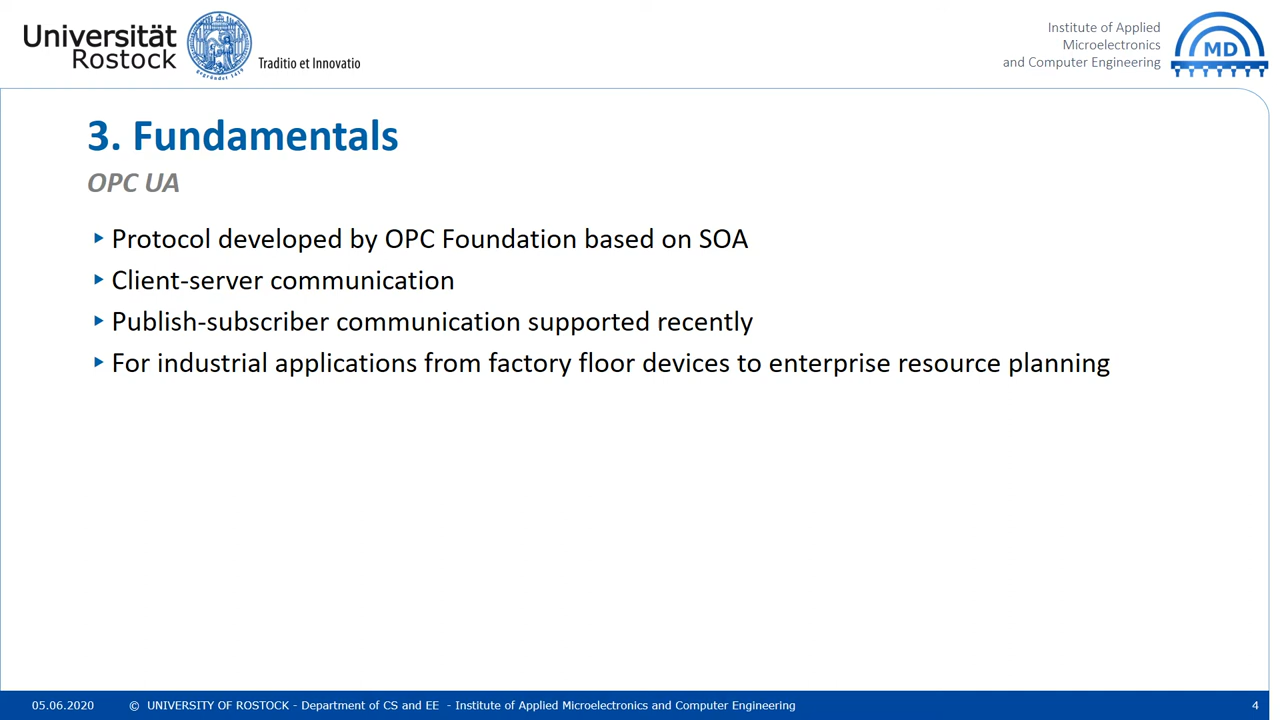 Universität
Rostock
Traditio et Innovatio
Institute of Applied
Microelectronics
and Computer Engineering
MD
3. Fundamentals
OPC UA
Protocol developed by OPC Foundation based on SOA
Client-server communication
Publish-subscriber communication supported recently
For industrial applications from factory floor devices to enterprise resource planning
05.06.2020 © UNIVERSITY OF ROSTOCK - Department of CS and EE - Institute of Applied Microelectronics and Computer Engineering 4